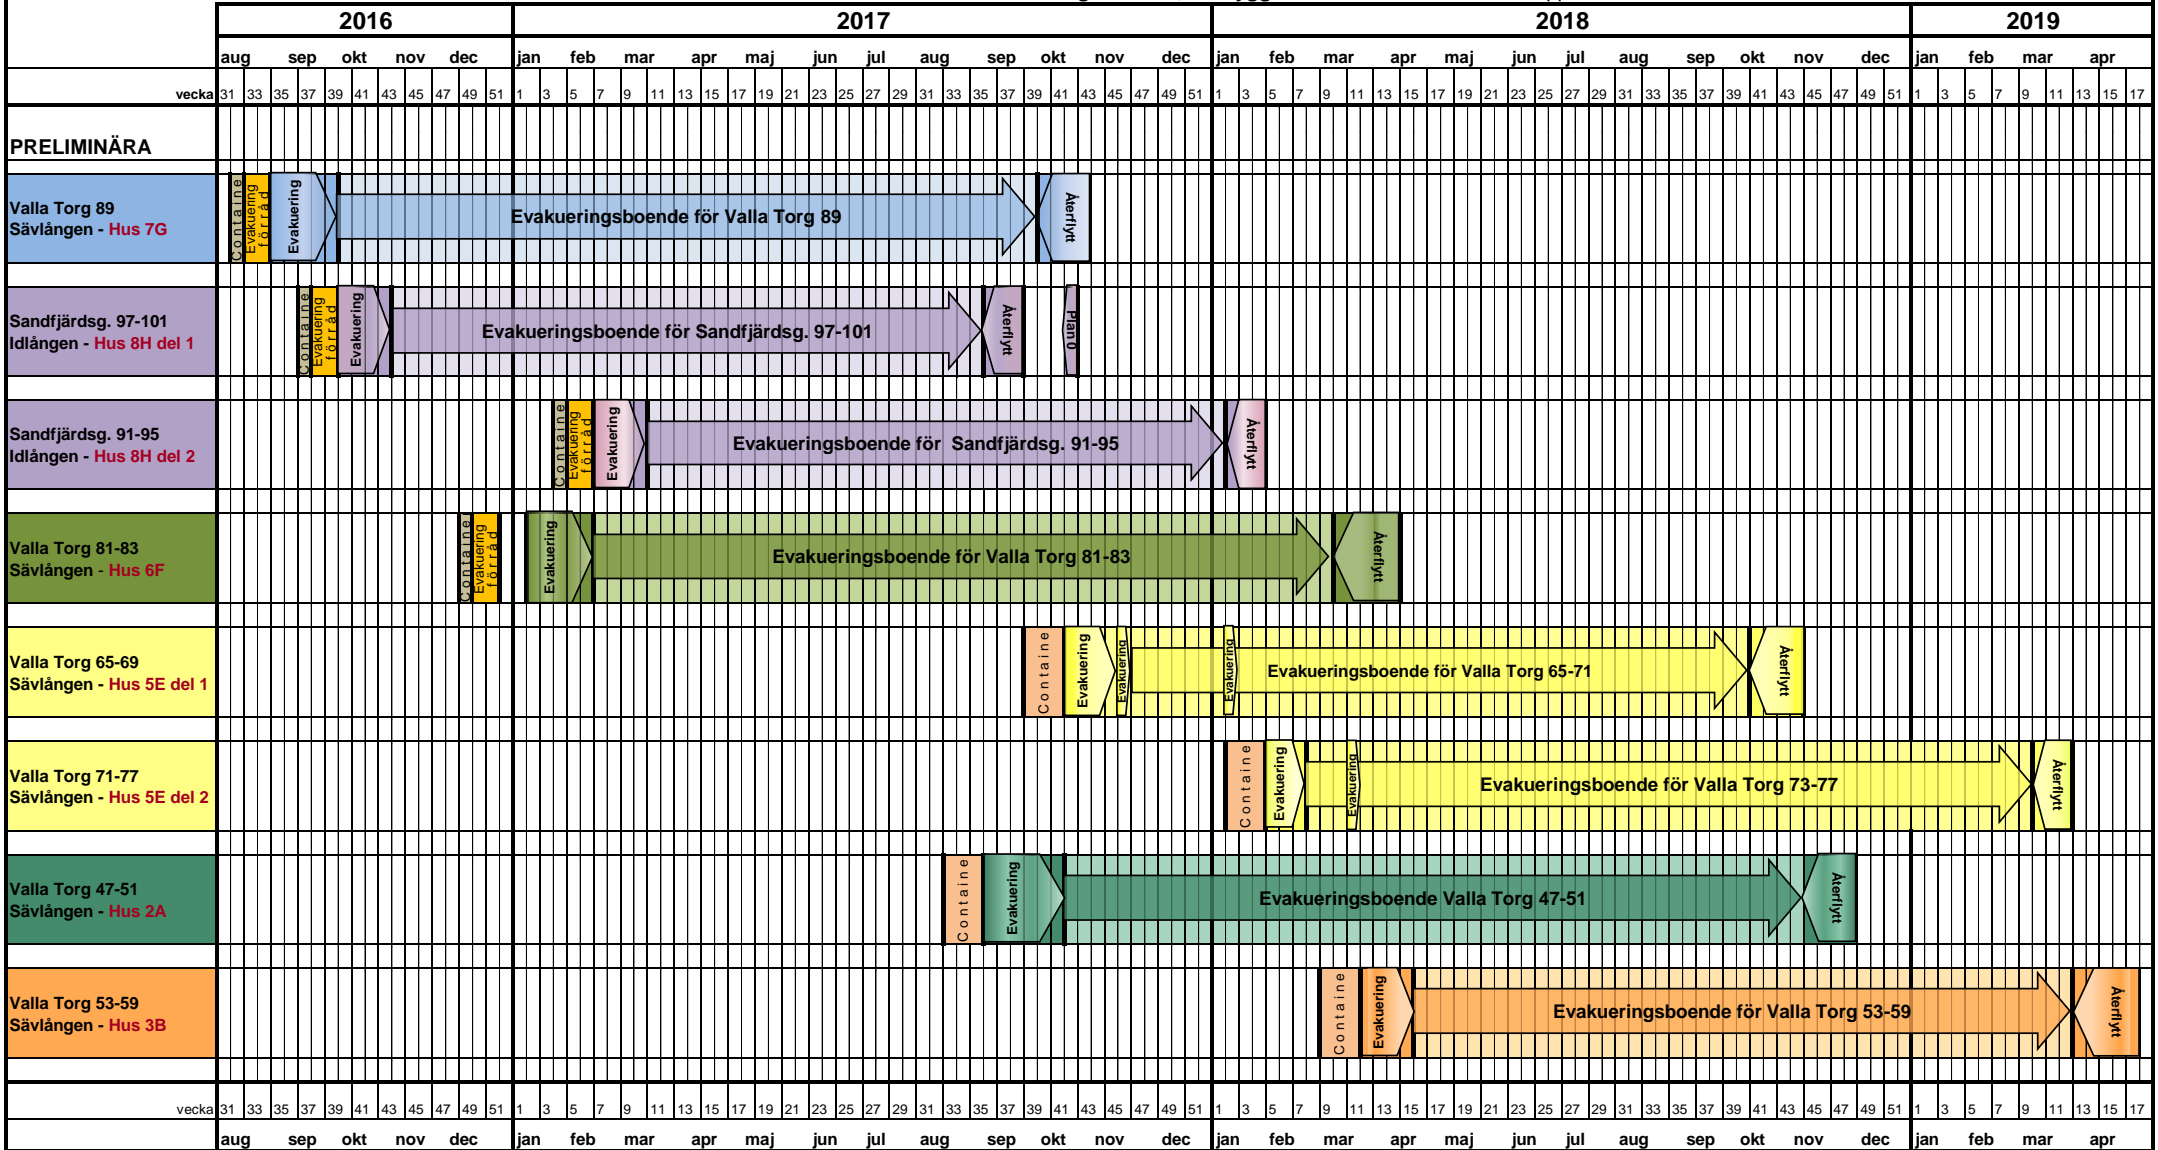 2016 2017 2018 2019
aug sep okt nov dec jan feb mar apr maj jun jul aug sep okt nov dec jan feb mar apr maj jun jul aug sep okt nov dec jan feb mar apr
vecka 31 33 35 37 39 41 43 45 47 49 51 1 3 5 7 9 11 13 15 17 19 21 23 25 27 29 31 33 35 37 39 41 43 45 47 49 51 1 3 5 7 9 11 13 15 17 19 21 23 25 27 29 31 33 35 37 39 41 43 45 47 49 51 1 3 5 7 9 11 13 15 17
PRELIMINÄRA
Valla Torg 89
Sävlången - Hus 7G
Containe
Evakuering
förråd
Evakuering
Evakueringsboende för Valla Torg 89
Återflytt
Sandfjärdsg. 97-101
Idlången - Hus 8H del 1
Containe
Evakuering
förråd
Evakuering
Evakueringsboende för Sandfjärdsg. 97-101
Återflytt
Plan 0
Sandfjärdsg. 91-95
Idlången - Hus 8H del 2
Containe
Evakuering
förråd
Evakuering
Evakueringsboende för Sandfjärdsg. 91-95
Återflytt
Valla Torg 81-83
Sävlången - Hus 6F
Containe
Evakuering
förråd
Evakuering
Evakueringsboende för Valla Torg 81-83
Återflytt
Valla Torg 65-69
Sävlången - Hus 5E del 1
Containe
Evakuering
Evakuering
Evakuering
Evakueringsboende för Valla Torg 65-71
Återflytt
Valla Torg 71-77
Sävlången - Hus 5E del 2
Containe
Evakuering
Evakuering
Evakueringsboende för Valla Torg 73-77
Återflytt
Valla Torg 47-51
Sävlången - Hus 2A
Containe
Evakuering
Evakueringsboende Valla Torg 47-51
Återflytt
Valla Torg 53-59
Sävlången - Hus 3B
Containe
Evakuering
Evakueringsboende för Valla Torg 53-59
Återflytt
vecka 31 33 35 37 39 41 43 45 47 49 51 1 3 5 7 9 11 13 15 17 19 21 23 25 27 29 31 33 35 37 39 41 43 45 47 49 51 1 3 5 7 9 11 13 15 17 19 21 23 25 27 29 31 33 35 37 39 41 43 45 47 49 51 1 3 5 7 9 11 13 15 17
aug sep okt nov dec jan feb mar apr maj jun jul aug sep okt nov dec jan feb mar apr maj jun jul aug sep okt nov dec jan feb mar apr